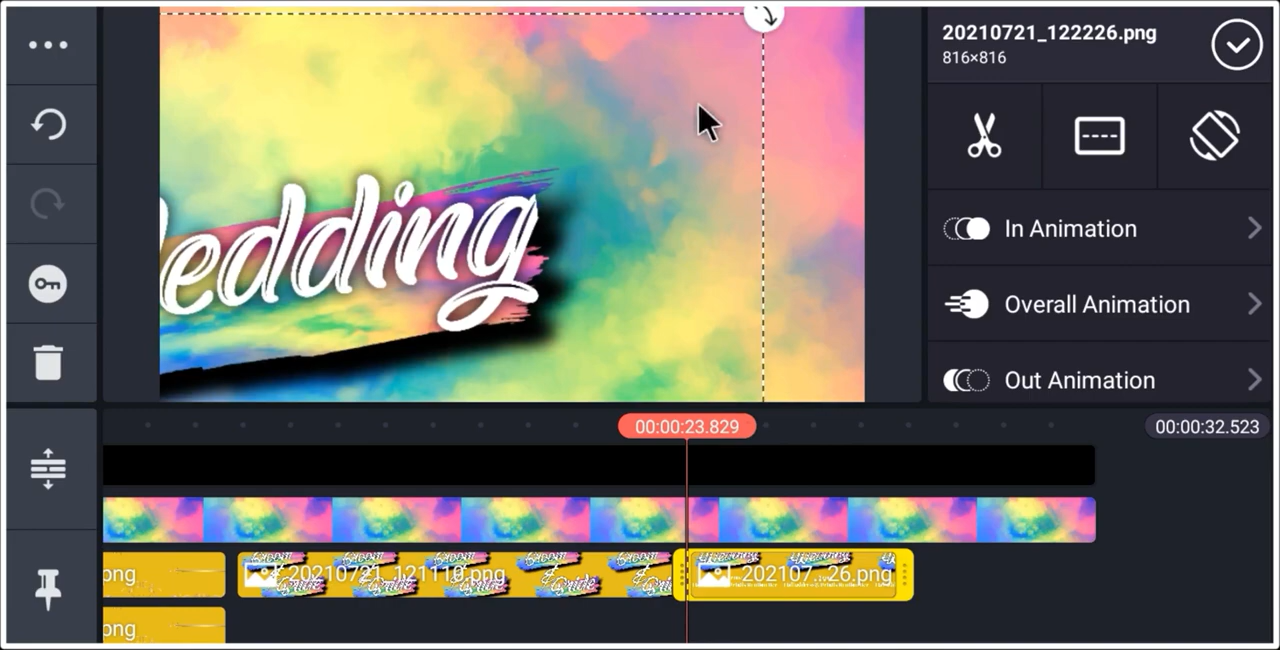 20210721_122226.png
816×816
In Animation
Overall Animation
Out Animation
edding
00:00:23.829
00:00:32.523
png
20210721_121110.png
202107...26.png
png